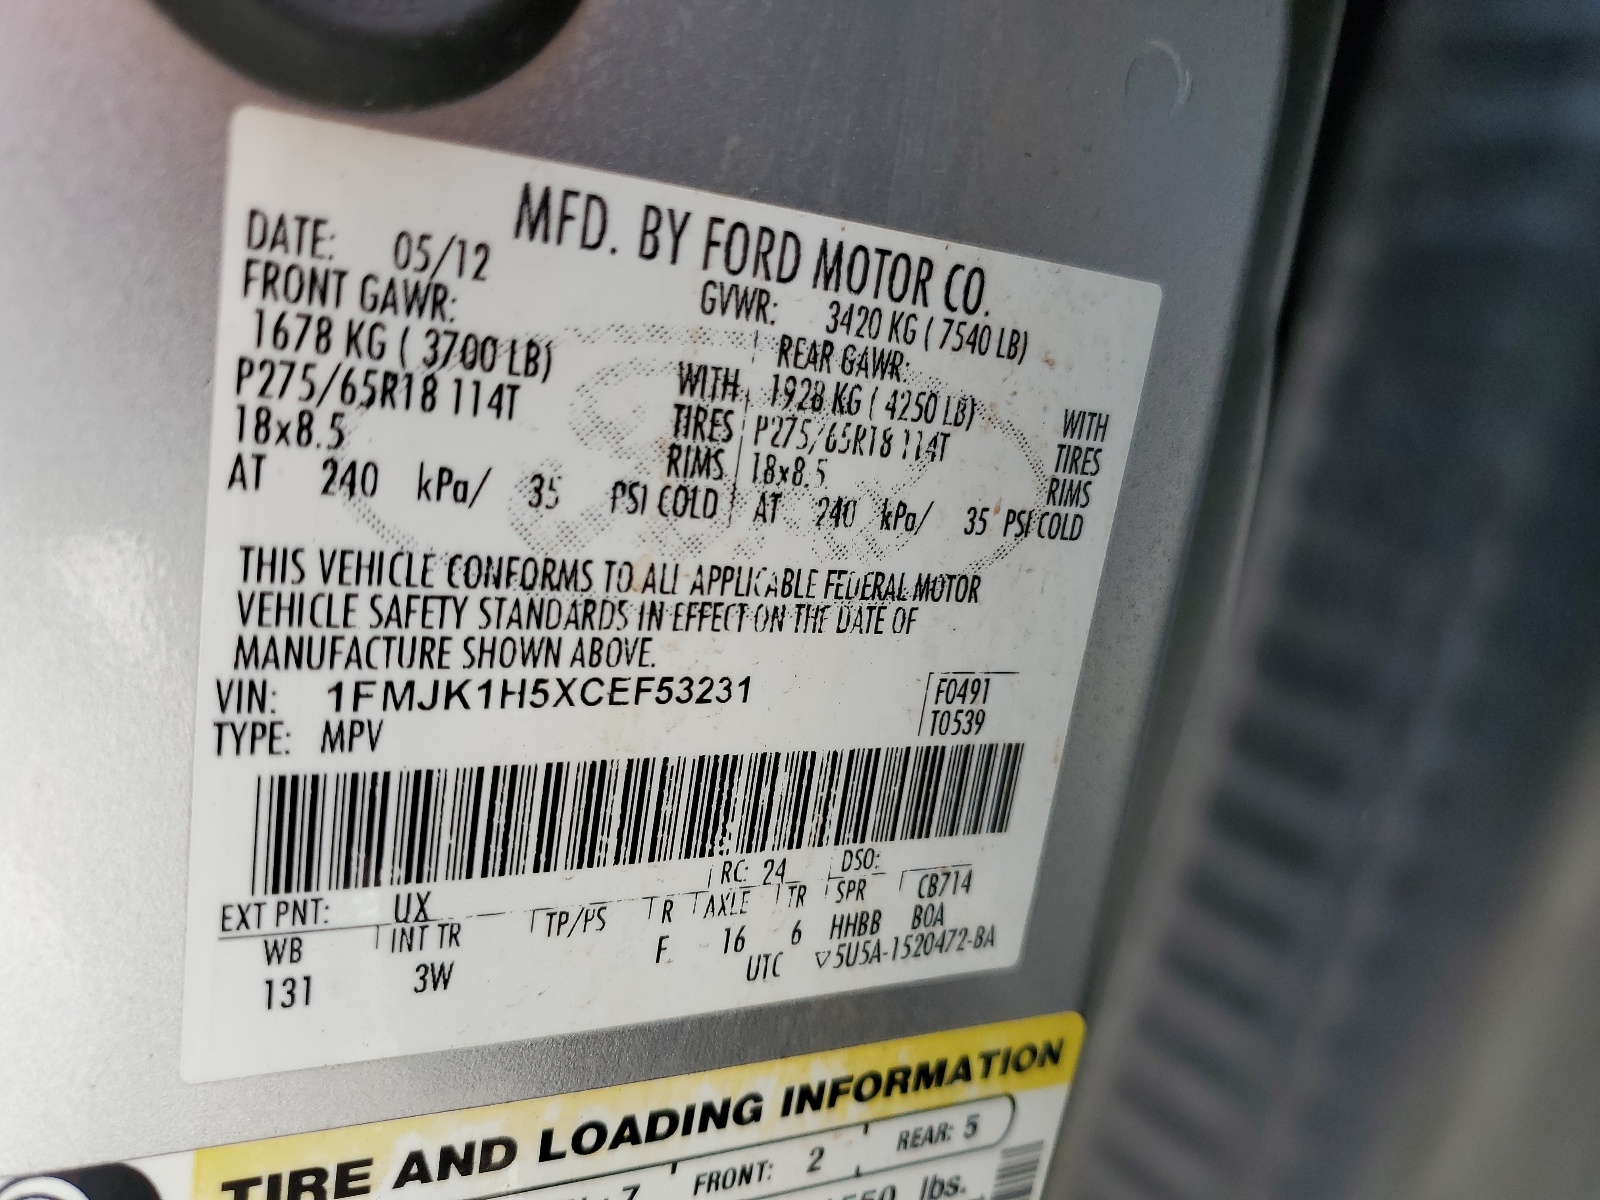 MFD. BY FORD MOTOR CO.
DATE: 05/12 GVWR: 3420 KG ( 7540 LB)
FRONT GAWR: REAR GAWR:
1678 KG ( 3700 LB) WITH 1928 KG ( 4250 LB) WITH
P275/65R18 114T TIRES P275/65R18 114T TIRES
18x8.5 RIMS 18x8.5 RIMS
AT 240 kPa/ 35 PSI COLD AT 240 kPa/ 35 PSI COLD
THIS VEHICLE CONFORMS TO ALL APPLICABLE FEDERAL MOTOR
VEHICLE SAFETY STANDARDS IN EFFECT ON THE DATE OF
MANUFACTURE SHOWN ABOVE.
VIN: 1FMJK1H5XCEF53231 F0491
TYPE: MPV T0539
EXT PNT: UX RC: 24 DSO:
WB INT TR TP/PS R AXLE TR SPR CB714
131 3W F 16 6 HHBB BOA
UTC ▽5U5A-1520472-BA
TIRE AND LOADING INFORMATION
7 FRONT: 2 REAR: 5
lbs.